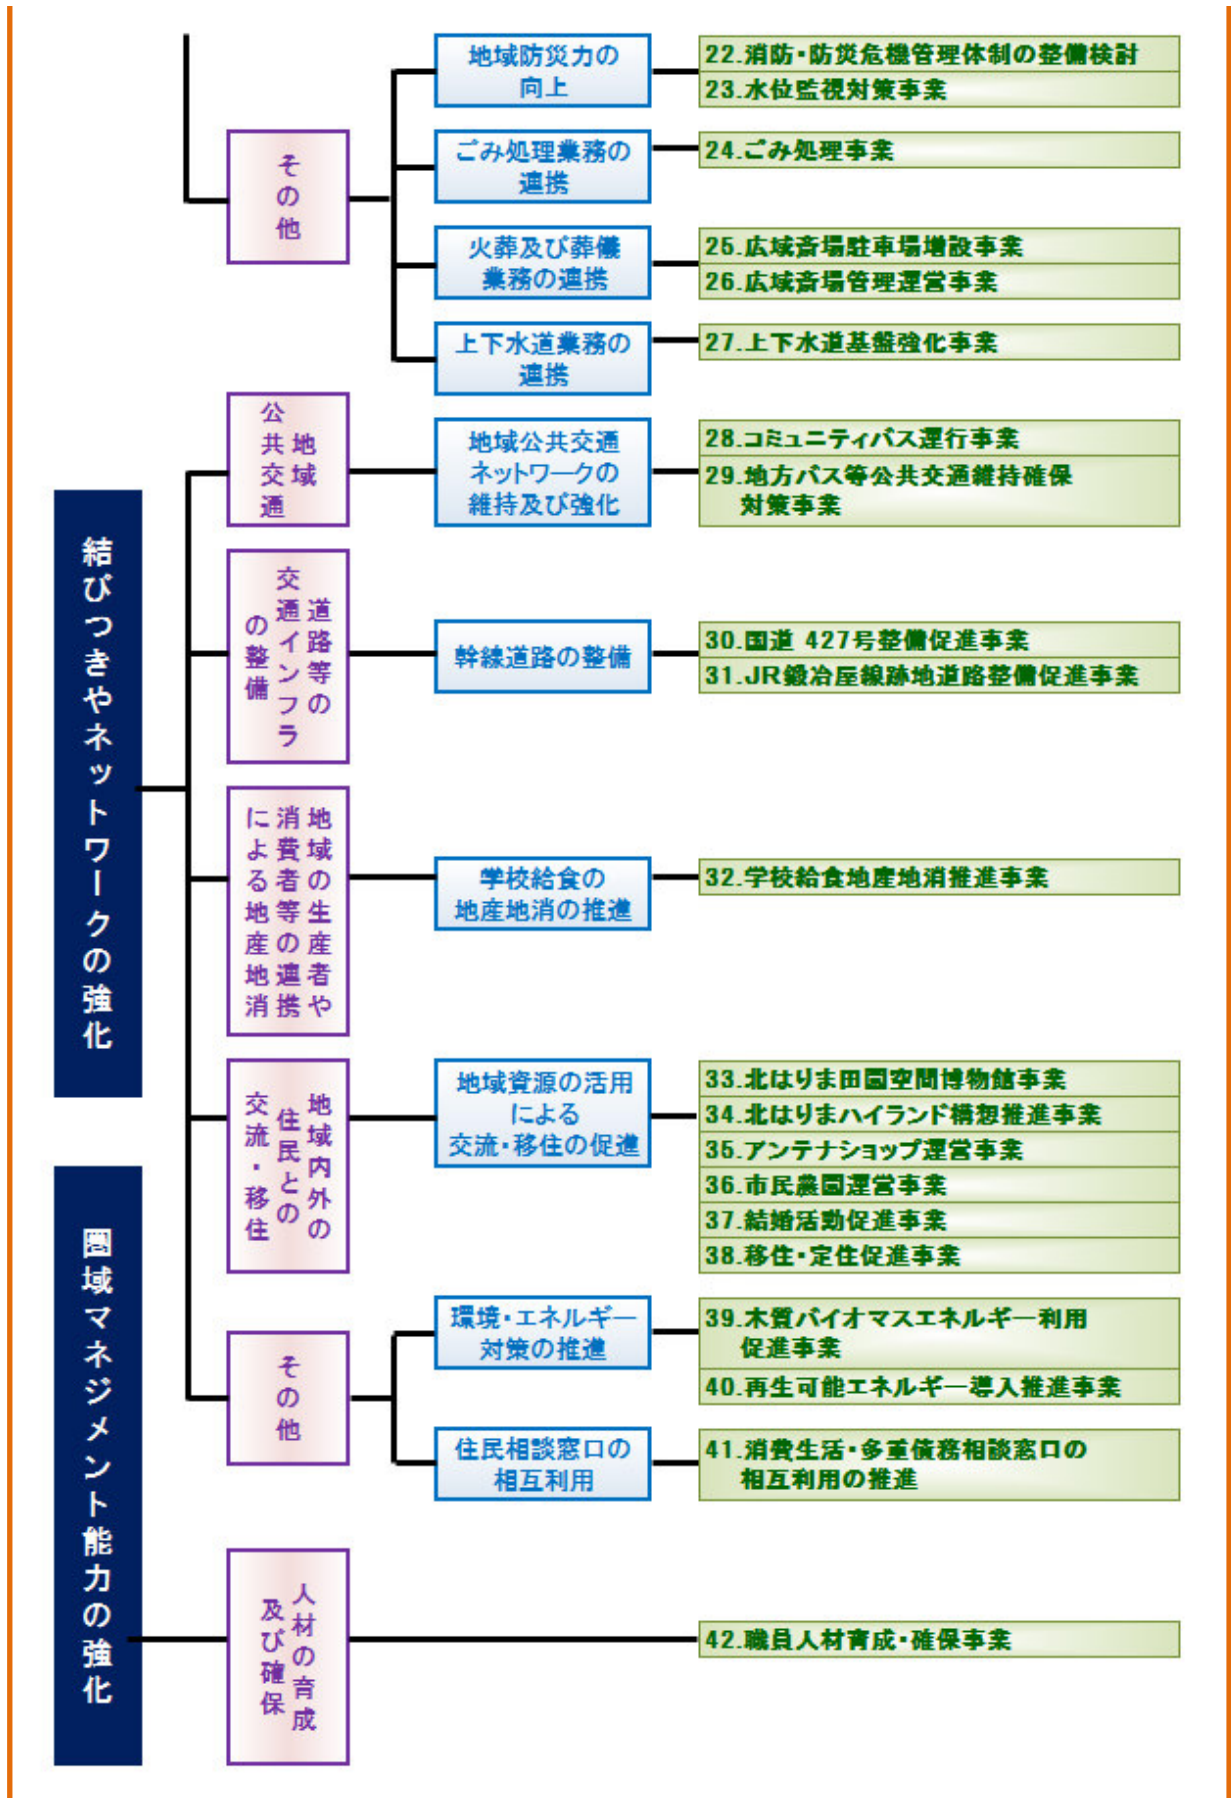 その他
地域防災力の
向上
22.消防・防災危機管理体制の整備検討
23.水位監視対策事業
ごみ処理業務の
連携
24.ごみ処理事業
火葬及び葬儀
業務の連携
25.広域斎場駐車場増設事業
26.広域斎場管理運営事業
上下水道業務の
連携
27.上下水道基盤強化事業
結びつきやネットワークの強化
地域
公共交通
地域公共交通
ネットワークの
維持及び強化
28.コミュニティバス運行事業
29.地方バス等公共交通維持確保
対策事業
道路等の
交通インフラ
の整備
幹線道路の整備
30.国道 427号整備促進事業
31.JR鍛冶屋線跡地道路整備促進事業
地域の生産者や
消費者等の連携
による地産地消
学校給食の
地産地消の推進
32.学校給食地産地消推進事業
地域内外の
住民との
交流・移住
地域資源の活用
による
交流・移住の促進
33.北はりま田園空間博物館事業
34.北はりまハイランド構想推進事業
35.アンテナショップ運営事業
36.市民農園運営事業
37.結婚活動促進事業
38.移住・定住促進事業
その他
環境・エネルギー
対策の推進
39.木質バイオマスエネルギー利用
促進事業
40.再生可能エネルギー導入推進事業
住民相談窓口の
相互利用
41.消費生活・多重債務相談窓口の
相互利用の推進
圏域マネジメント能力の強化
人材の育成
及び確保
42.職員人材育成・確保事業